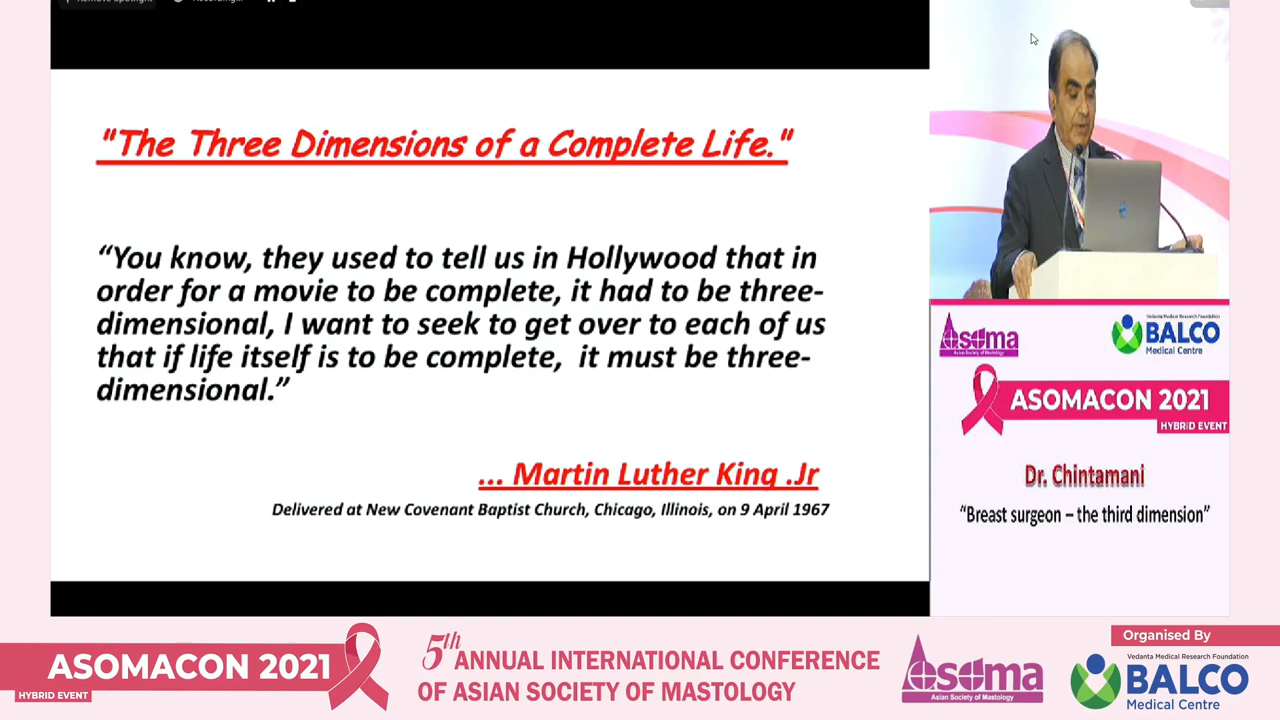 "The Three Dimensions of a Complete Life."
“You know, they used to tell us in Hollywood that in
order for a movie to be complete, it had to be three-
dimensional, I want to seek to get over to each of us
that if life itself is to be complete,  it must be three-
dimensional.”
... Martin Luther King .Jr
Delivered at New Covenant Baptist Church, Chicago, Illinois, on 9 April 1967
Asoma
Asian Society of Mastology
Vedanta Medical Research Foundation
BALCO
Medical Centre
ASOMACON 2021
HYBRID EVENT
Dr. Chintamani
“Breast surgeon – the third dimension”
ASOMACON 2021
HYBRID EVENT
5th ANNUAL INTERNATIONAL CONFERENCE
OF ASIAN SOCIETY OF MASTOLOGY
Asoma
Asian Society of Mastology
Organised By
Vedanta Medical Research Foundation
BALCO
Medical Centre